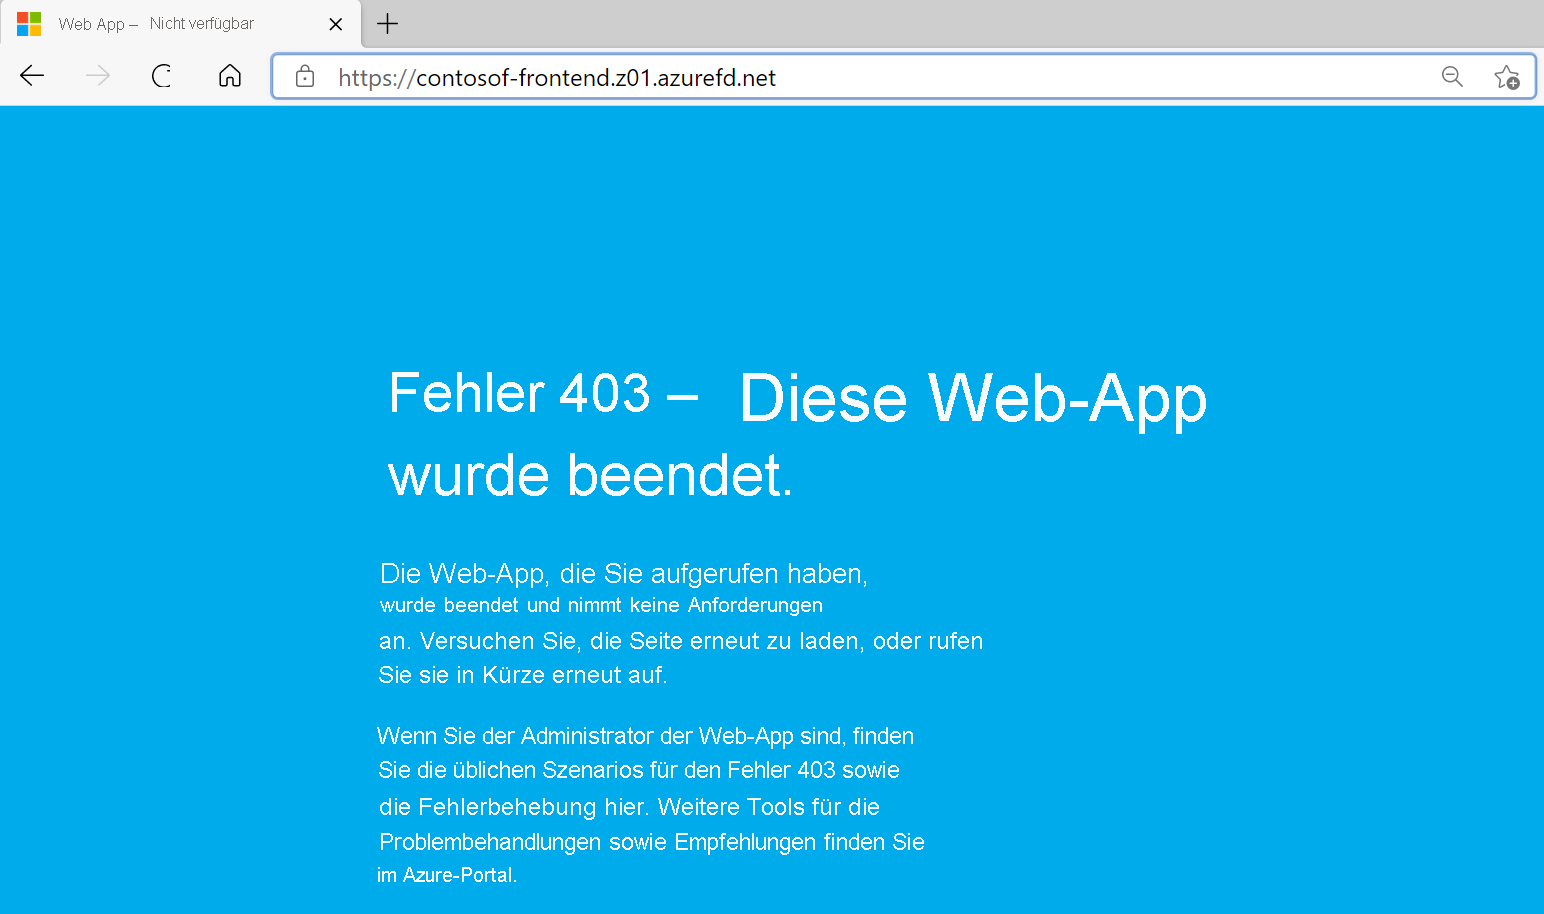 Web App – Nicht verfügbar
https://contosof-frontend.z01.azurefd.net
Fehler 403 – Diese Web-App
wurde beendet.
Die Web-App, die Sie aufgerufen haben,
wurde beendet und nimmt keine Anforderungen
an. Versuchen Sie, die Seite erneut zu laden, oder rufen
Sie sie in Kürze erneut auf.
Wenn Sie der Administrator der Web-App sind, finden
Sie die üblichen Szenarios für den Fehler 403 sowie
die Fehlerbehebung hier. Weitere Tools für die
Problembehandlungen sowie Empfehlungen finden Sie
im Azure-Portal.